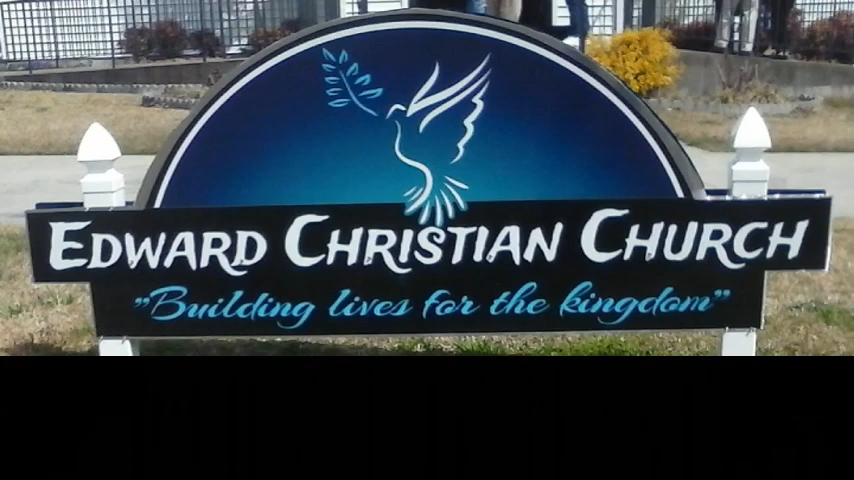 EDWARD CHRISTIAN CHURCH
”Building lives for the kingdom”